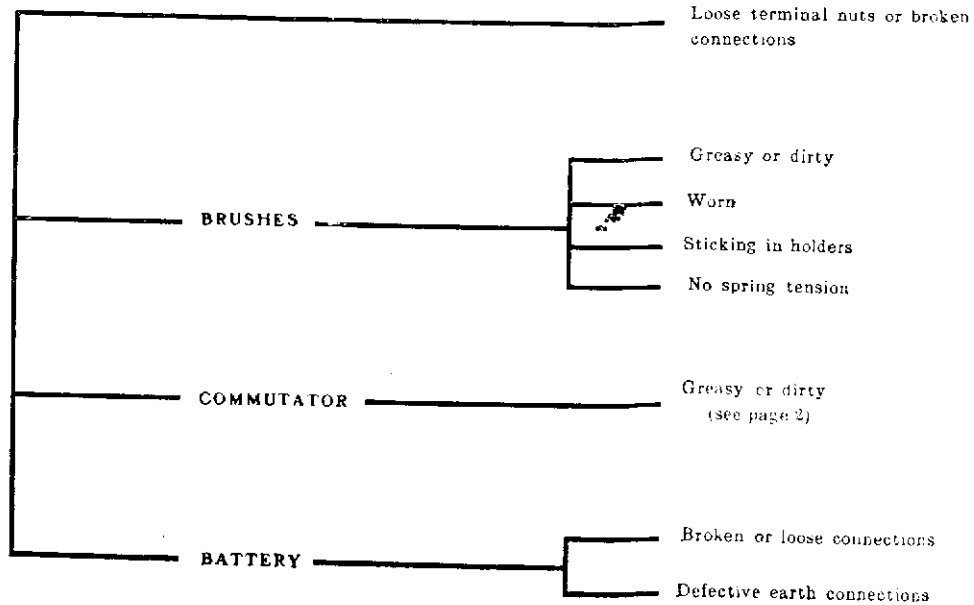 Loose terminal nuts or broken
connections
Greasy or dirty
BRUSHES
Worn
Sticking in holders
No spring tension
COMMUTATOR
Greasy or dirty
(see page 2)
Broken or loose connections
BATTERY
Defective earth connections